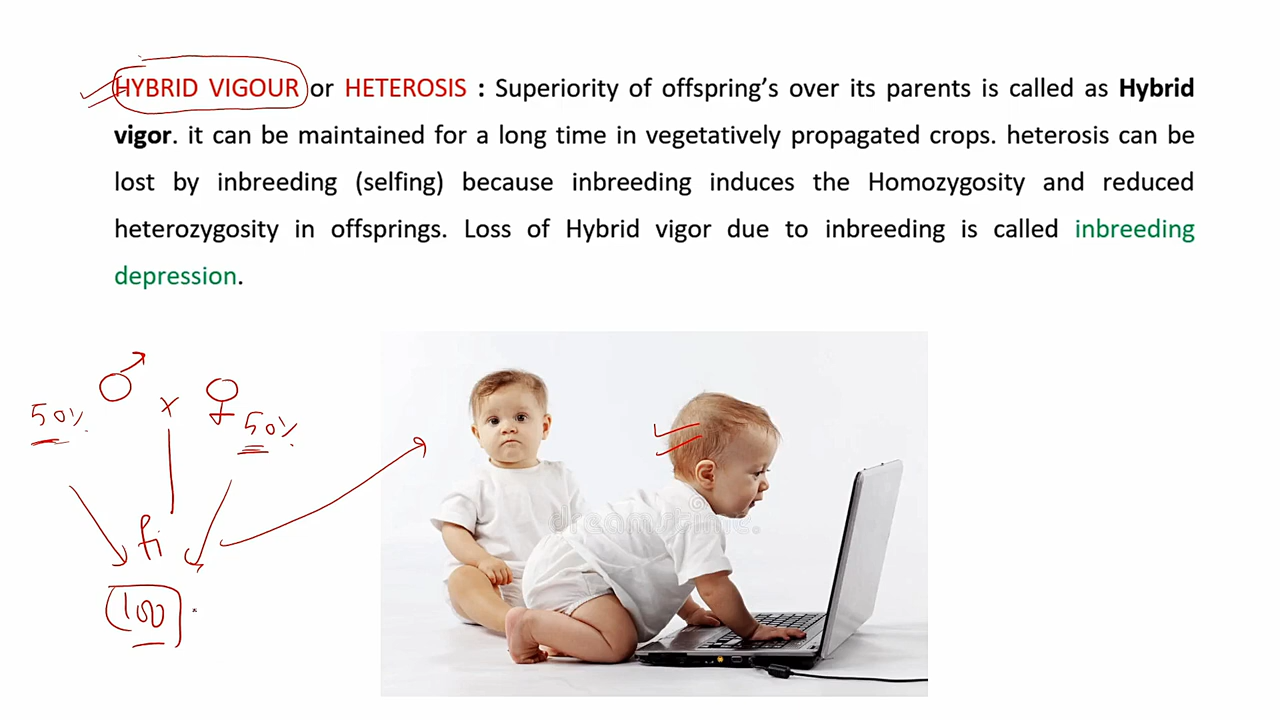 HYBRID VIGOUR or HETEROSIS : Superiority of offspring’s over its parents is called as Hybrid
vigor. it can be maintained for a long time in vegetatively propagated crops. heterosis can be
lost by inbreeding (selfing) because inbreeding induces the Homozygosity and reduced
heterozygosity in offsprings. Loss of Hybrid vigor due to inbreeding is called inbreeding
depression.
♂ x ♀
50% 50%
f1
100
dreamstime.